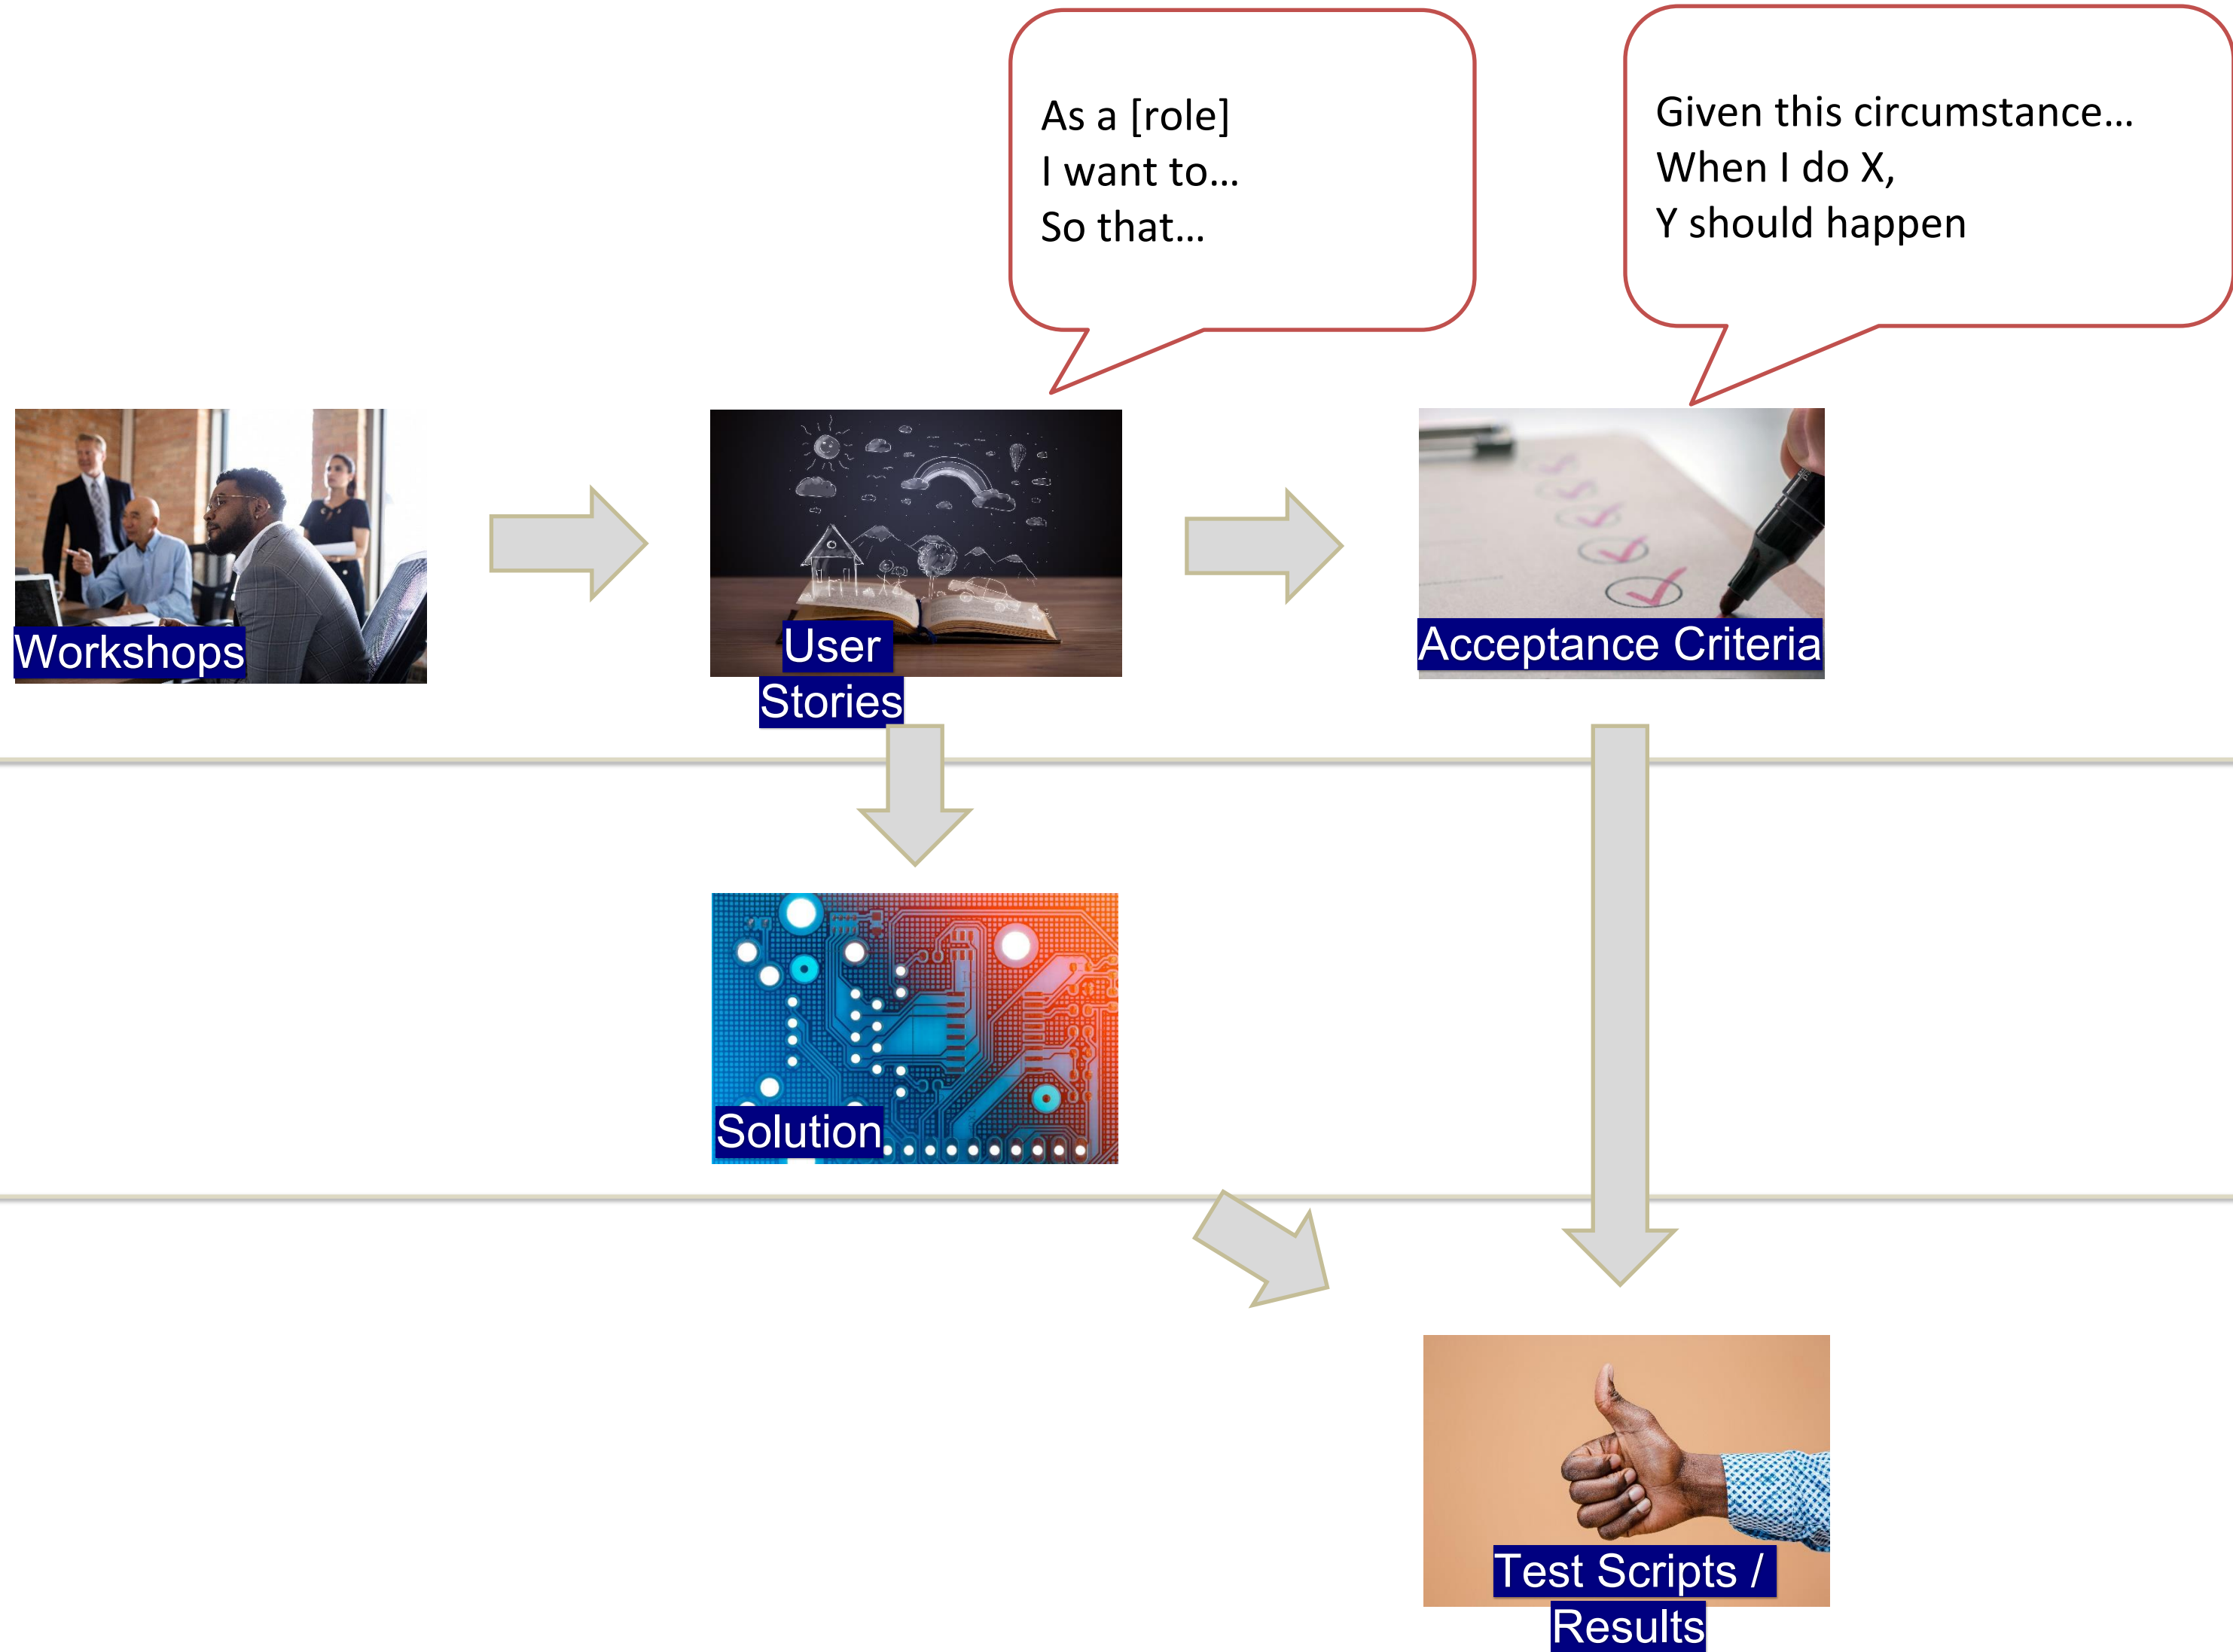 As a [role]
I want to…
So that…
Given this circumstance…
When I do X,
Y should happen
Workshops
User
Stories
Acceptance Criteria
Solution
Test Scripts /
Results